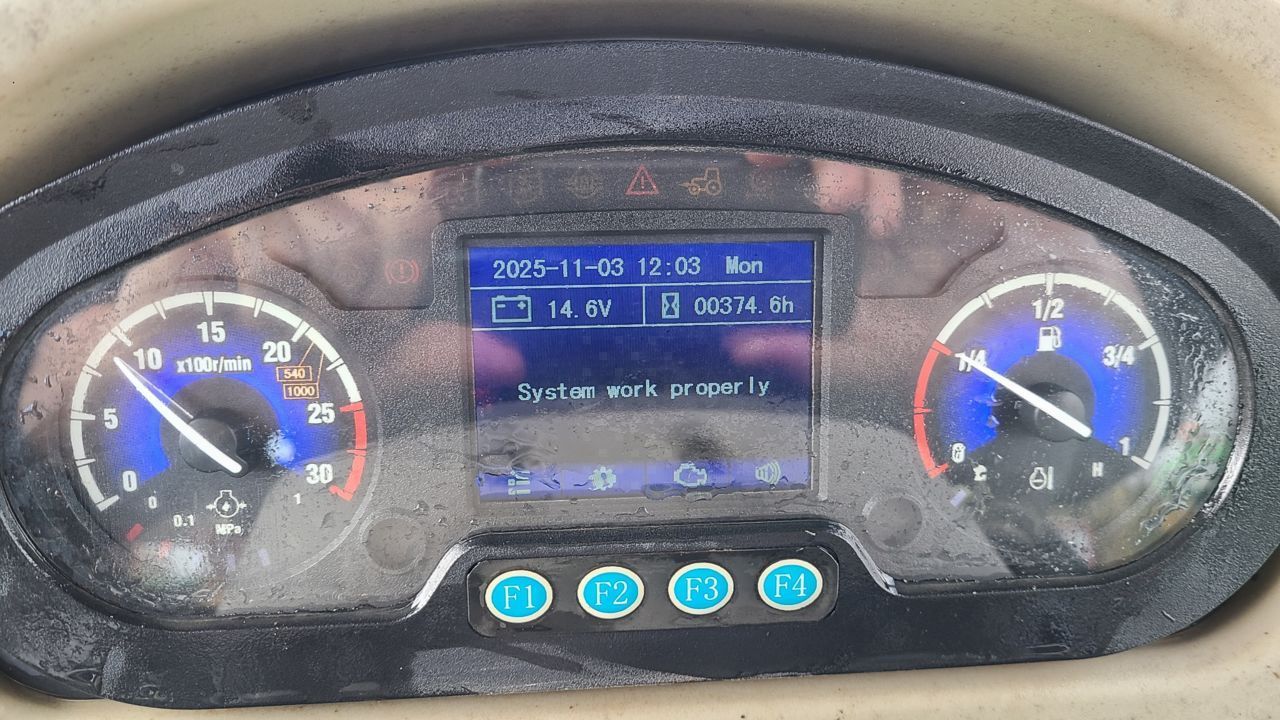 2025-11-03 12:03 Mon
14.6V
00374.6h
System work properly
0
5
10
15
20
25
30
x100r/min
540
1000
0
0.1
1
MPa
0
1/4
1/2
3/4
1
C
H
F1
F2
F3
F4